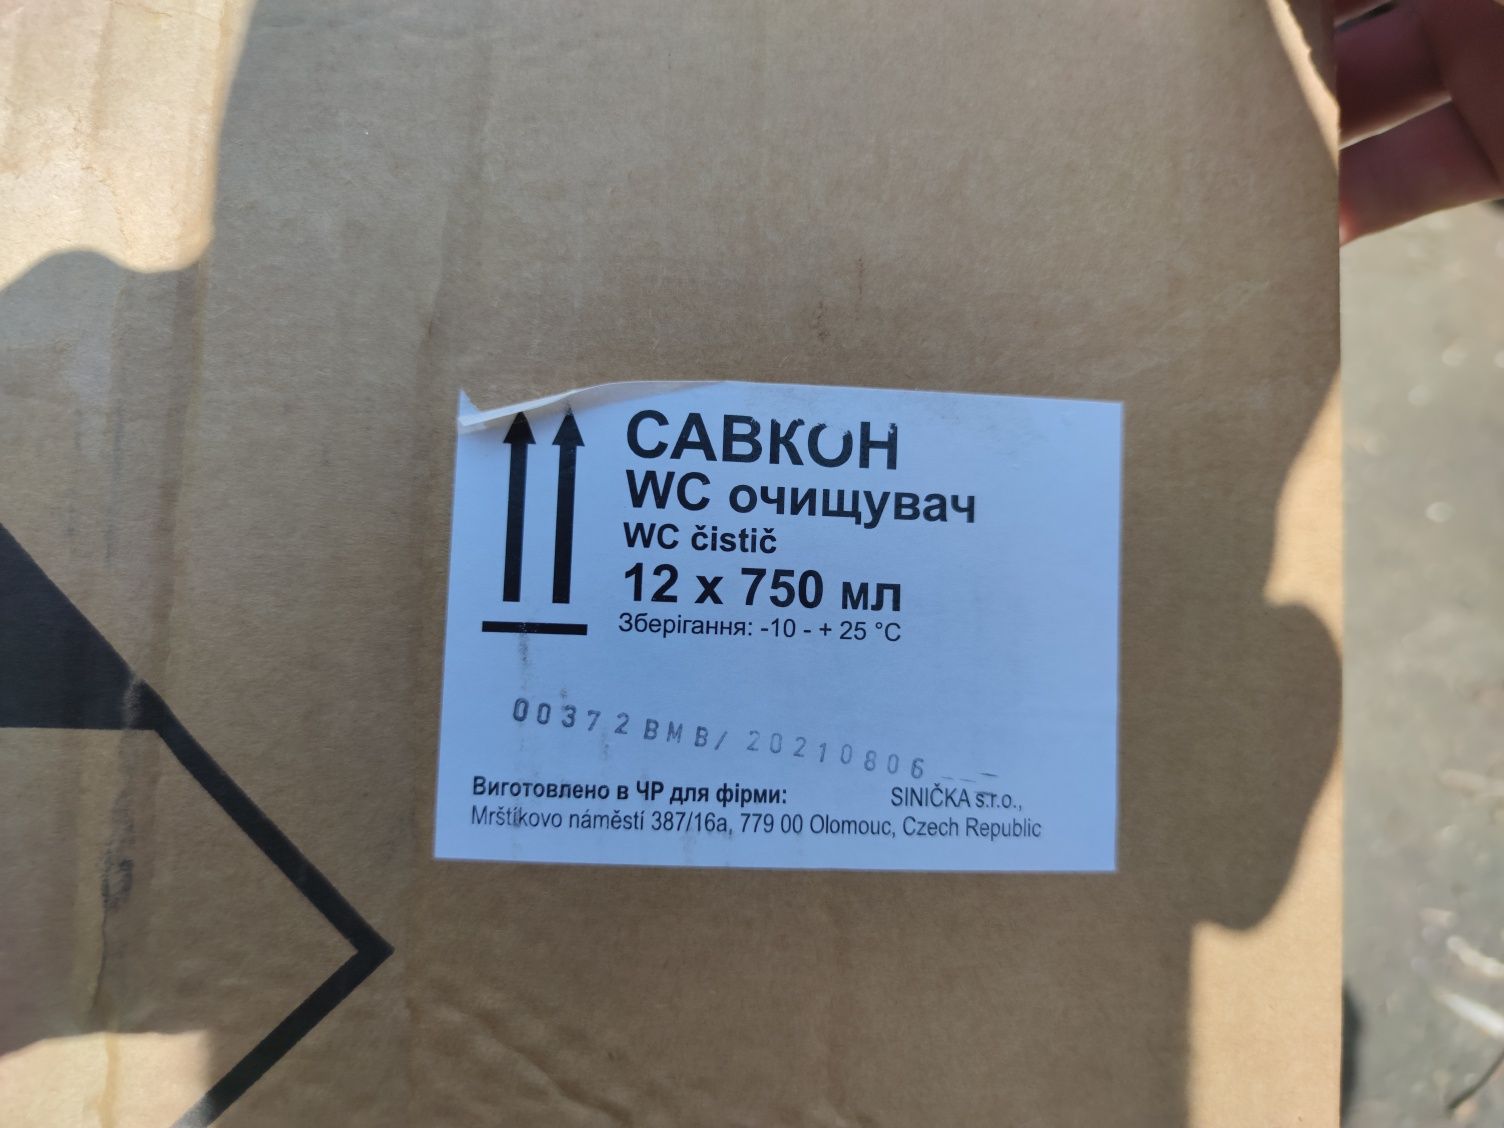 САВКОН
WC очищувач
WC čistič
12 x 750 мл
Зберігання: -10 - + 25 °C
00372BMB/20210806
Виготовлено в ЧР для фірми: SINIČKA s.r.o.,
Mrštíkovo náměstí 387/16a, 779 00 Olomouc, Czech Republic